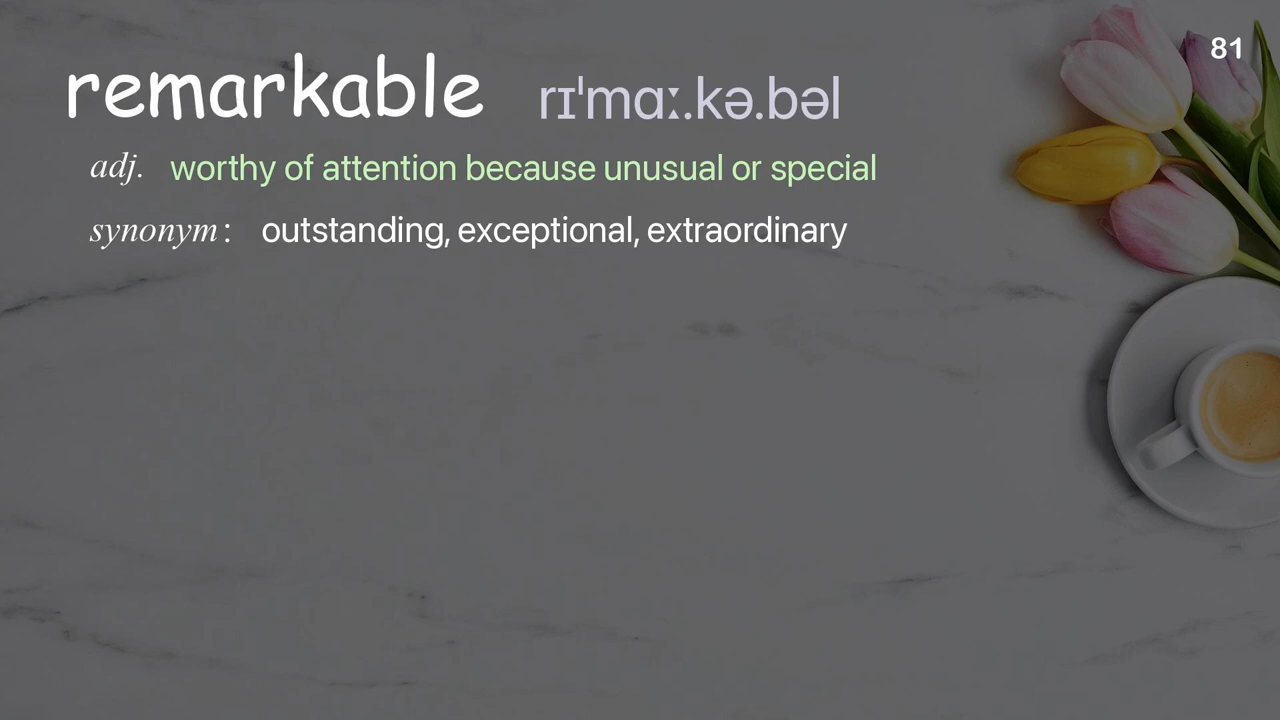 81
remarkable rɪˈmɑː.kə.bəl
adj. worthy of attention because unusual or special
synonym : outstanding, exceptional, extraordinary